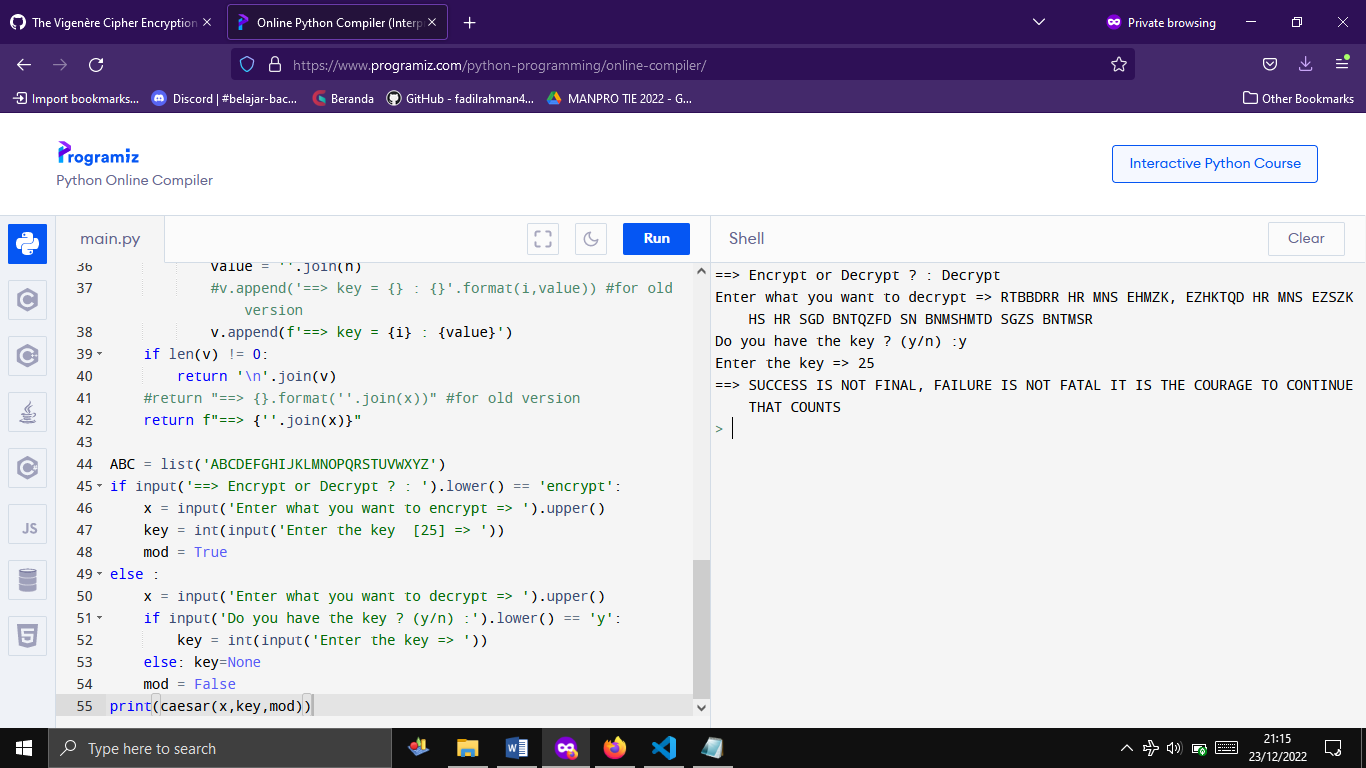 The Vigenère Cipher Encryption
Online Python Compiler (Interp
Private browsing
https://www.programiz.com/python-programming/online-compiler/
Import bookmarks...
Discord | #belajar-bac...
Beranda
GitHub - fadilrahman4...
MANPRO TIE 2022 - G...
Other Bookmarks
Programiz
Python Online Compiler
Interactive Python Course
main.py
Run
Shell
Clear
36 value = ''.join(n)
37 #v.append('==> key = {} : {}'.format(i,value)) #for old
version
38 v.append(f'==> key = {i} : {value}')
39 if len(v) != 0:
40 return '\n'.join(v)
41 #return "==> {}.format(''.join(x))" #for old version
42 return f"==> {''.join(x)}"
43
44 ABC = list('ABCDEFGHIJKLMNOPQRSTUVWXYZ')
45 if input('==> Encrypt or Decrypt ? : ').lower() == 'encrypt':
46 x = input('Enter what you want to encrypt => ').upper()
47 key = int(input('Enter the key  [25] => '))
48 mod = True
49 else :
50 x = input('Enter what you want to decrypt => ').upper()
51 if input('Do you have the key ? (y/n) :').lower() == 'y':
52 key = int(input('Enter the key => '))
53 else: key=None
54 mod = False
55 print(caesar(x,key,mod))
==> Encrypt or Decrypt ? : Decrypt
Enter what you want to decrypt => RTBBDRR HR MNS EHMZK, EZHKTQD HR MNS EZSZK
HS HR SGD BNTQZFD SN BNMSHMTD SGZS BNTMSR
Do you have the key ? (y/n) :y
Enter the key => 25
==> SUCCESS IS NOT FINAL, FAILURE IS NOT FATAL IT IS THE COURAGE TO CONTINUE
THAT COUNTS
>
JS
Type here to search
21:15
23/12/2022